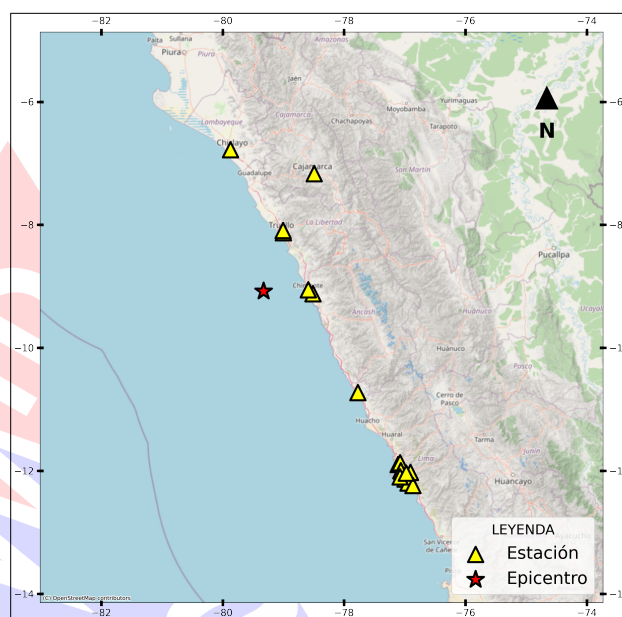 −82 −80 −78 −76 −74
Paita Sullana
Piura Piura
Amazonas
Jaén
−6
Yurimaguas
Moyobamba
Tarapoto
Lambayeque Cajamarca
Chachapoyas
N
Chiclayo
Guadalupe
Cajamarca
San Martín
−8
Trujillo
La Libertad
Pucallpa
Ancash
Huánuco
Ucayal
−10
Huánuco
Pasco
Cerro de
Pasco
Huacho
Huaral
Tarma
Junín
Lima
−12
Huancayo
LEYENDA
San Vicente
de Cañete
Estación
Epicentro
−14
(C) OpenStreetMap contributors
−82 −80 −78 −76 −74